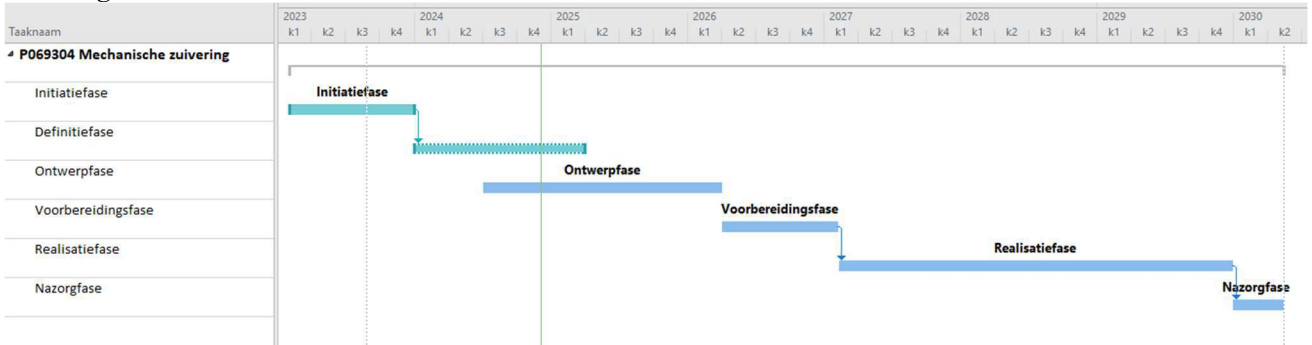 2023 2024 2025 2026 2027 2028 2029 2030
Taaknaam k1 k2 k3 k4 k1 k2 k3 k4 k1 k2 k3 k4 k1 k2 k3 k4 k1 k2 k3 k4 k1 k2 k3 k4 k1 k2 k3 k4 k1 k2
P069304 Mechanische zuivering
Initiatiefase Initiatiefase
Definitiefase
Ontwerpfase Ontwerpfase
Voorbereidingsfase Voorbereidingsfase
Realisatiefase Realisatiefase
Nazorgfase Nazorgfase